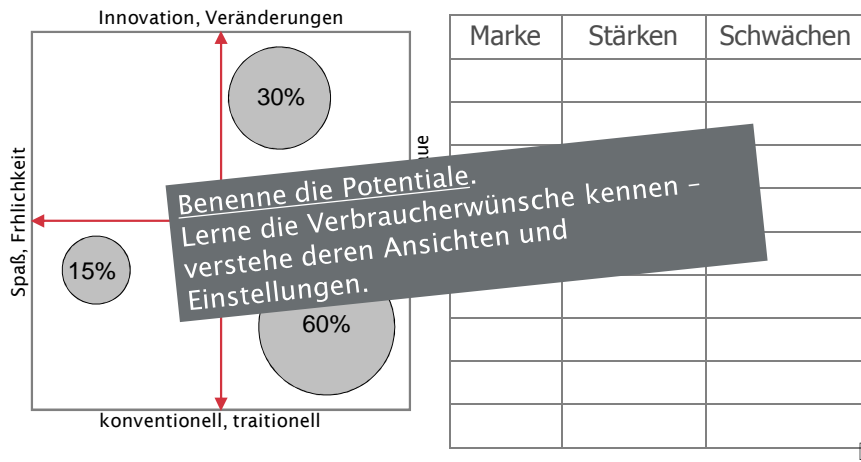 Innovation, Veränderungen
Marke Stärken Schwächen
30%
Spaß, Frhlichkeit
15%
Benenne die Potentiale.
Lerne die Verbraucherwünsche kennen –
verstehe deren Ansichten und
Einstellungen.
60%
konventionell, traitionell